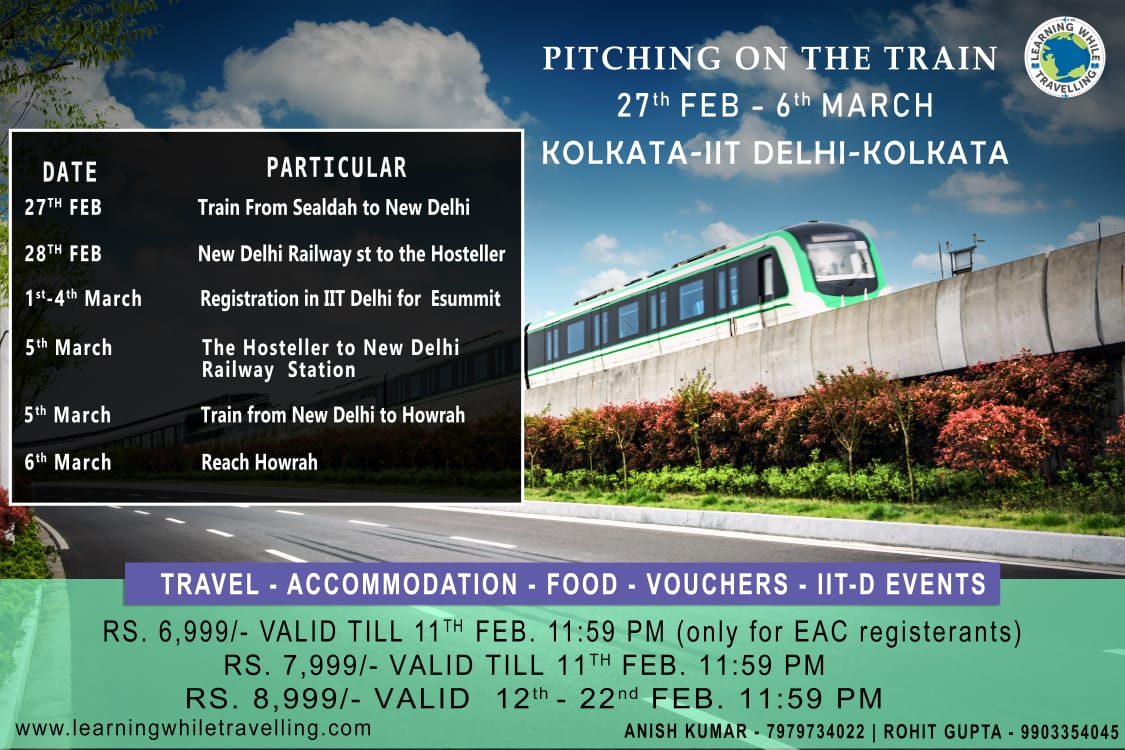 PITCHING ON THE TRAIN
LEARNING WHILE TRAVELLING
27th FEB - 6th MARCH
KOLKATA-IIT DELHI-KOLKATA
DATE PARTICULAR
27TH FEB Train From Sealdah to New Delhi
28TH FEB New Delhi Railway st to the Hosteller
1st-4th March Registration in IIT Delhi for Esummit
5th March The Hosteller to New Delhi
Railway Station
5th March Train from New Delhi to Howrah
6th March Reach Howrah
TRAVEL - ACCOMMODATION - FOOD - VOUCHERS - IIT-D EVENTS
RS. 6,999/- VALID TILL 11TH FEB. 11:59 PM (only for EAC registerants)
RS. 7,999/- VALID TILL 11TH FEB. 11:59 PM
RS. 8,999/- VALID 12th - 22nd FEB. 11:59 PM
www.learningwhiletravelling.com ANISH KUMAR - 7979734022 | ROHIT GUPTA - 9903354045